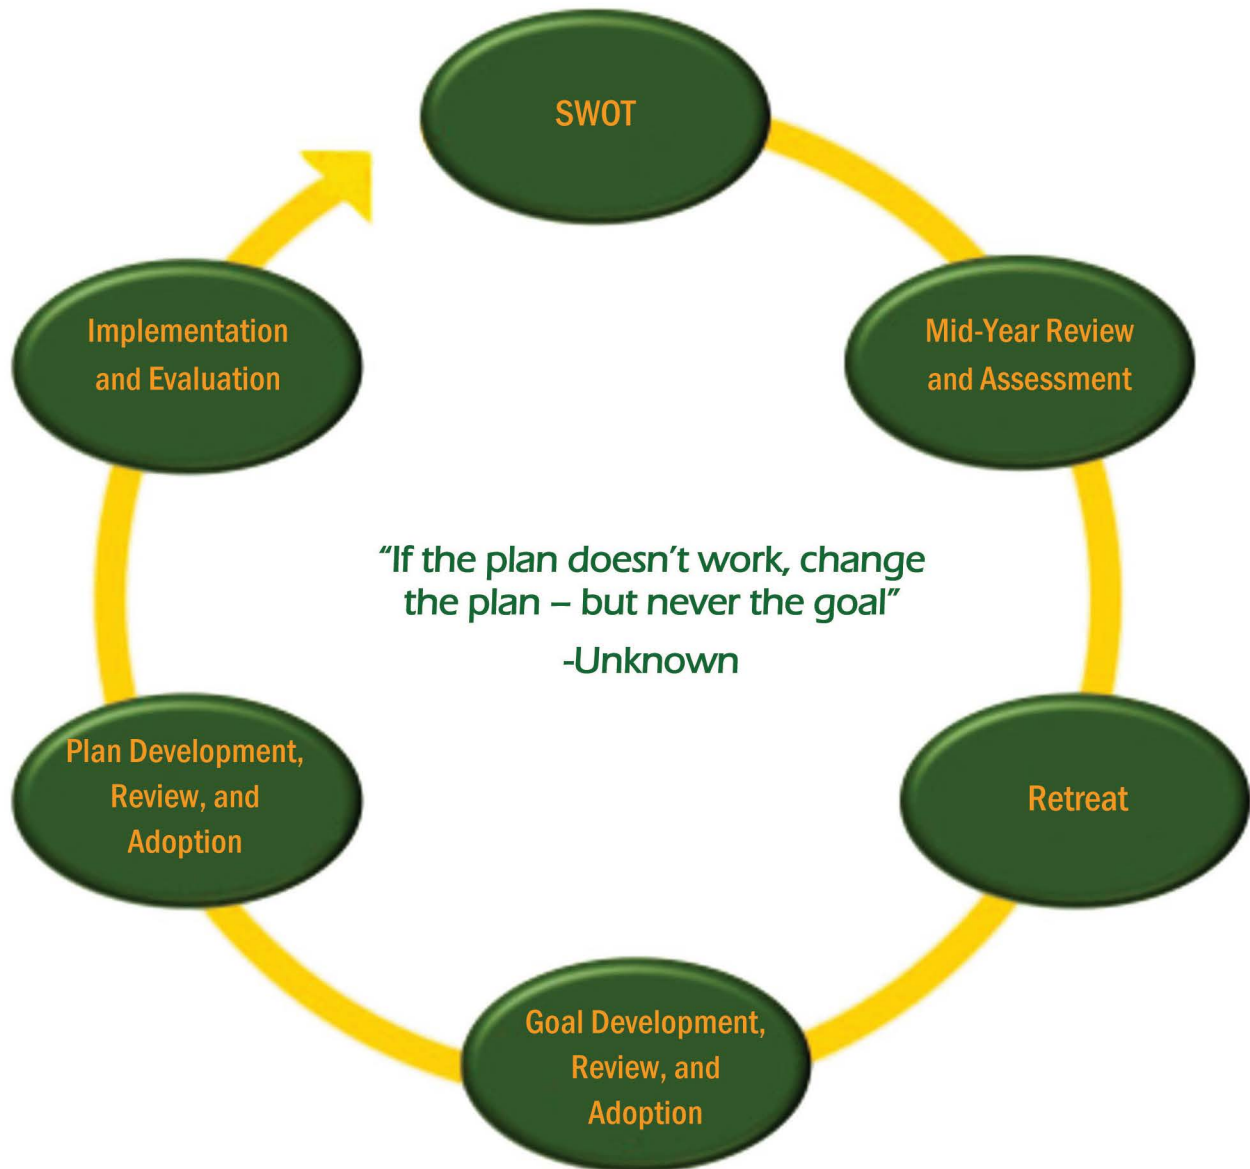 SWOT
Mid-Year Review
and Assessment
Retreat
Goal Development,
Review, and
Adoption
Plan Development,
Review, and
Adoption
Implementation
and Evaluation
“If the plan doesn’t work, change
the plan – but never the goal”
-Unknown